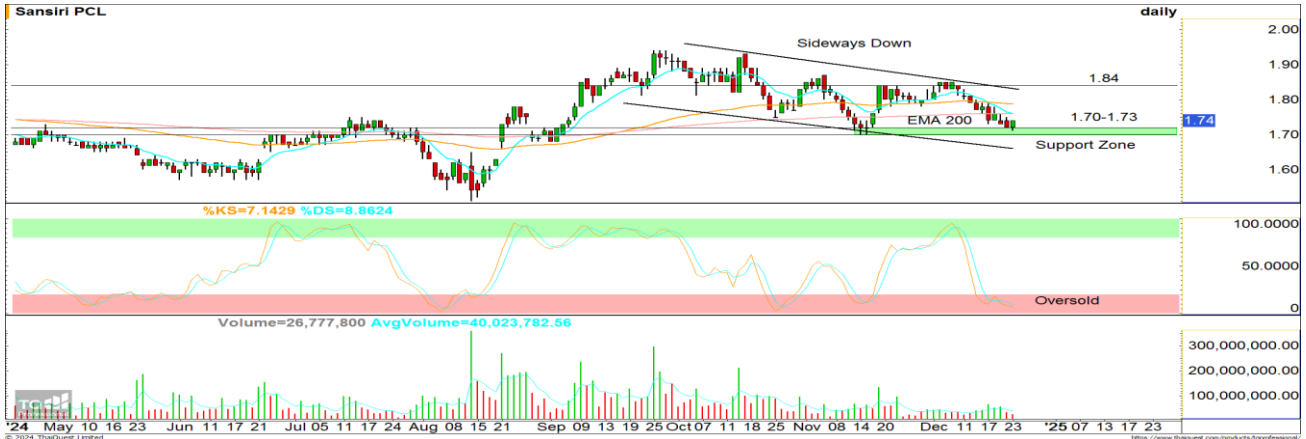 Sansiri PCL daily
2.00
Sideways Down
1.90
1.84
1.80
1.70-1.73
EMA 200
1.74
1.70
Support Zone
1.60
%KS=7.1429 %DS=8.8624
100.0000
50.0000
Oversold
0
Volume=26,777,800 AvgVolume=40,023,782.56
300,000,000.00
200,000,000.00
100,000,000.00
'24 May 10 16 23 Jun 11 17 21 Jul 05 11 17 24 Aug 08 15 21 Sep 09 13 19 25 Oct 07 11 18 25 Nov 08 14 20 Dec 11 17 23 '25 07 13 17 23
© 2024 ThaiQuest Limited